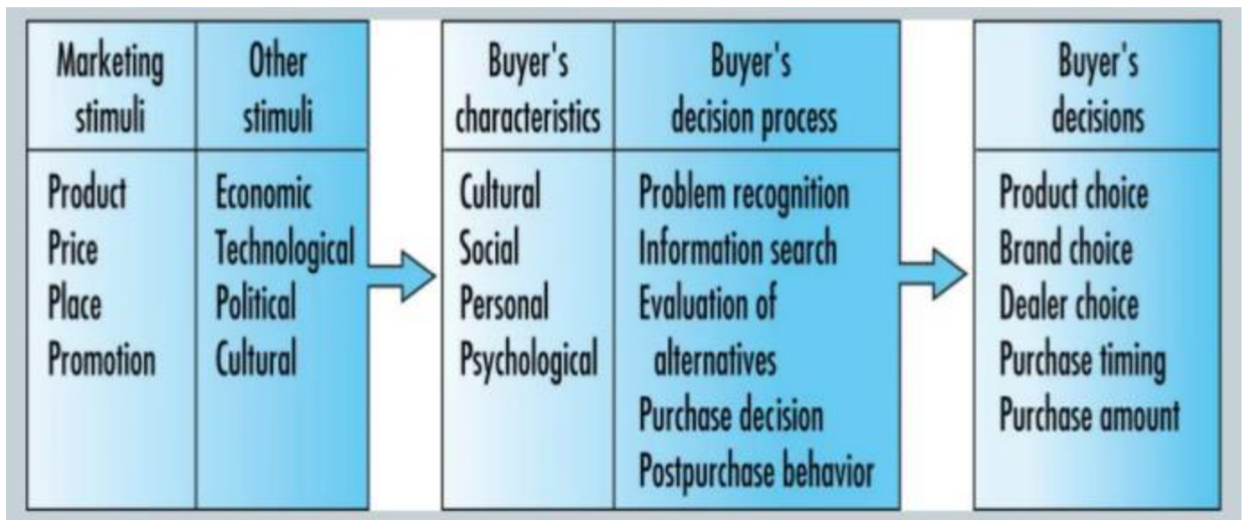 Marketing
stimuli
Product
Price
Place
Promotion
Other
stimuli
Economic
Technological
Political
Cultural
Buyer's
characteristics
Cultural
Social
Personal
Psychological
Buyer's
decision process
Problem recognition
Information search
Evaluation of
alternatives
Purchase decision
Postpurchase behavior
Buyer's
decisions
Product choice
Brand choice
Dealer choice
Purchase timing
Purchase amount